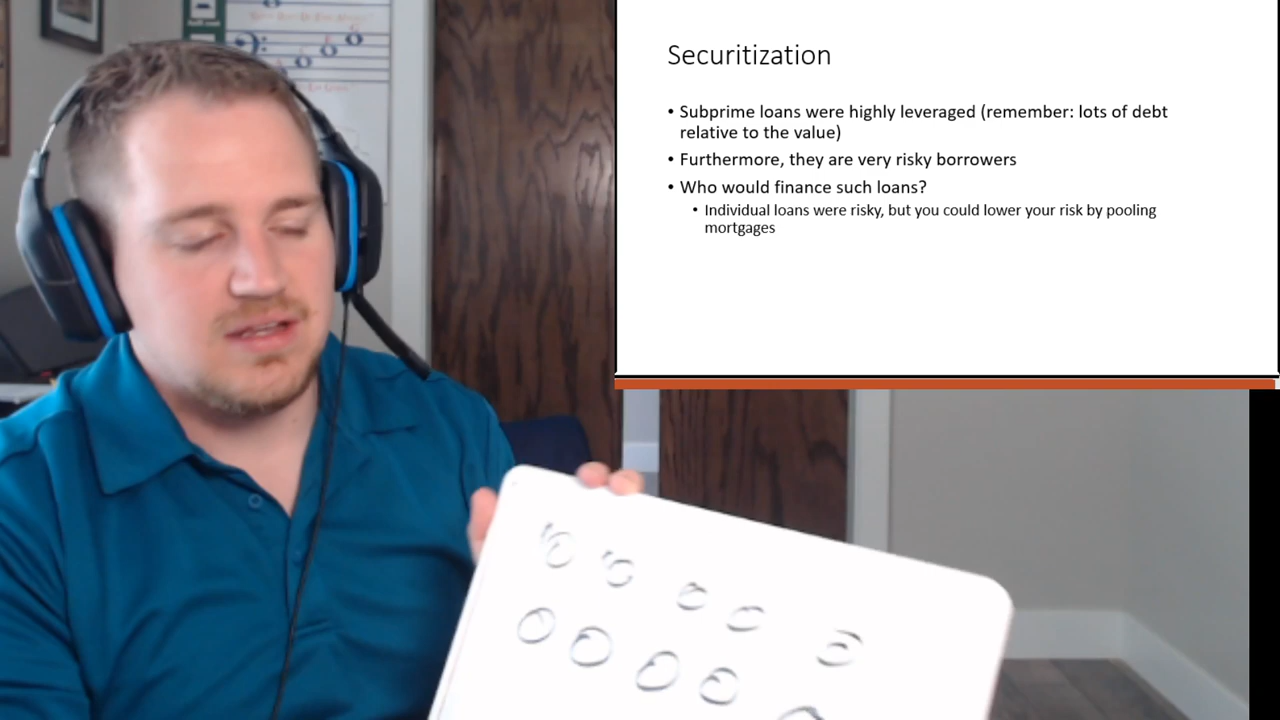 Securitization
• Subprime loans were highly leveraged (remember: lots of debt
relative to the value)
• Furthermore, they are very risky borrowers
• Who would finance such loans?
• Individual loans were risky, but you could lower your risk by pooling
mortgages